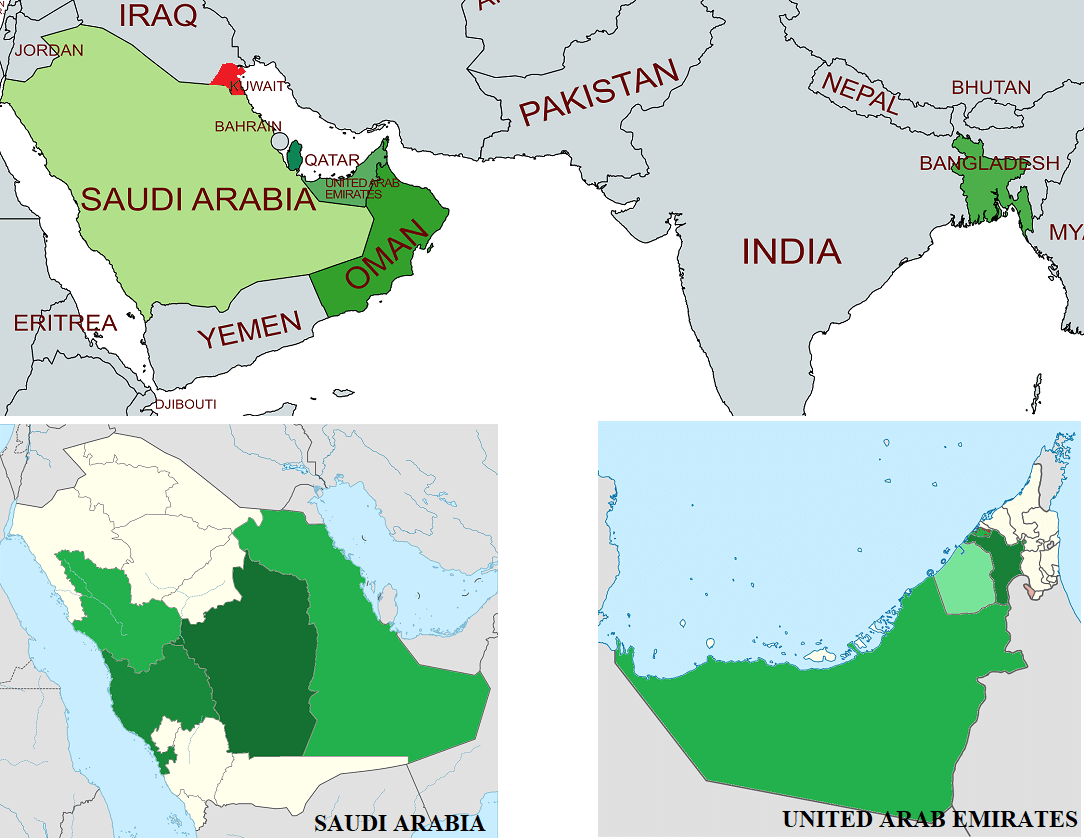 IRAQ
JORDAN
KUWAIT
PAKISTAN
NEPAL
BHUTAN
BAHRAIN
QATAR
BANGLADESH
UNITED ARAB
EMIRATES
SAUDI ARABIA
OMAN
INDIA
MYA
ERITREA
YEMEN
DJIBOUTI
SAUDI ARABIA
UNITED ARAB EMIRATES